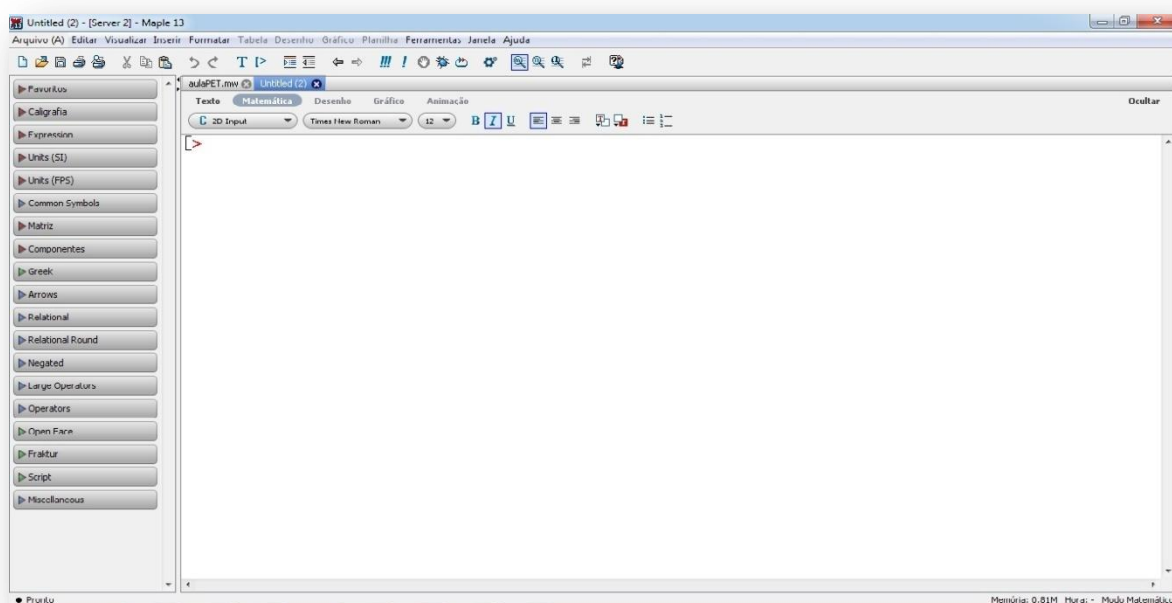 Untitled (2) - [Server 2] - Maple 13
Arquivo (A) Editar Visualizar Inserir Formatar Tabela Desenho Gráfico Planilha Ferramentas Janela Ajuda
aulaPET.mw Untitled (2)
Texto Matemática Desenho Gráfico Animação Ocultar
C 2D Input Times New Roman 12 B I U
[>
Favoritos
Caligrafia
Expression
Units (SI)
Units (FPS)
Common Symbols
Matriz
Componentes
Greek
Arrows
Relational
Relational Round
Negated
Large Operators
Operators
Open Face
Fraktur
Script
Miscellaneous
Pronto Memória: 0.81M Hora: - Modo Matemático